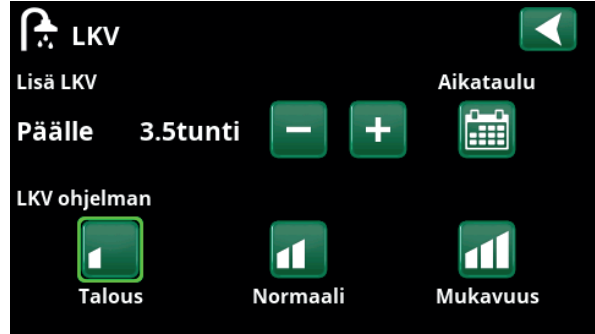 LKV
Lisä LKV
Aikataulu
Päälle 3.5tunti
LKV ohjelman
Talous Normaali Mukavuus